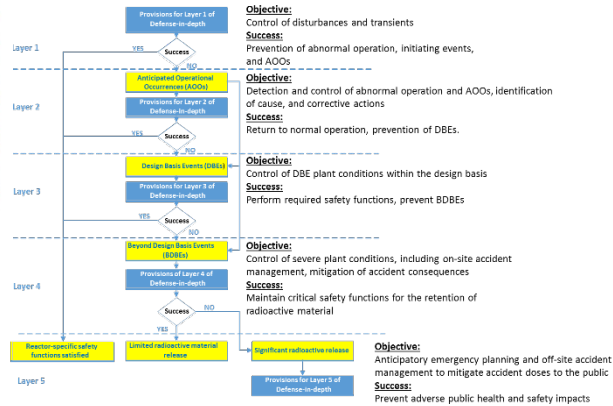 Provisions for Layer 1 of
Defense-in-depth
Objective:
Control of disturbances and transients
Success:
Prevention of abnormal operation, initiating events,
and AOOs
Layer 1
YES
Success
NO
Anticipated Operational
Occurrences (AOOs)
Provisions for Layer 2 of
Defense-in-depth
Objective:
Detection and control of abnormal operation and AOOs, identification
of cause, and corrective actions
Success:
Return to normal operation, prevention of DBEs.
Layer 2
YES
Success
NO
Design Basis Events (DBEs)
Provisions for Layer 3 of
Defense-in-depth
Objective:
Control of DBE plant conditions within the design basis
Success:
Perform required safety functions, prevent BDBEs
Layer 3
YES
Success
NO
Beyond Design Basis Events
(BDBEs)
Provisions of Layer 4 of
Defense-in-depth
Objective:
Control of severe plant conditions, including on-site accident
management, mitigation of accident consequences
Success:
Maintain critical safety functions for the retention of
radioactive material
Layer 4
Success
NO
YES
Reactor-specific safety
functions satisfied
Limited radioactive material
release
Significant radioactive release
Layer 5
Provisions for Layer 5 of
Defense-in-depth
Objective:
Anticipatory emergency planning and off-site accident
management to mitigate accident doses to the public
Success:
Prevent adverse public health and safety impacts